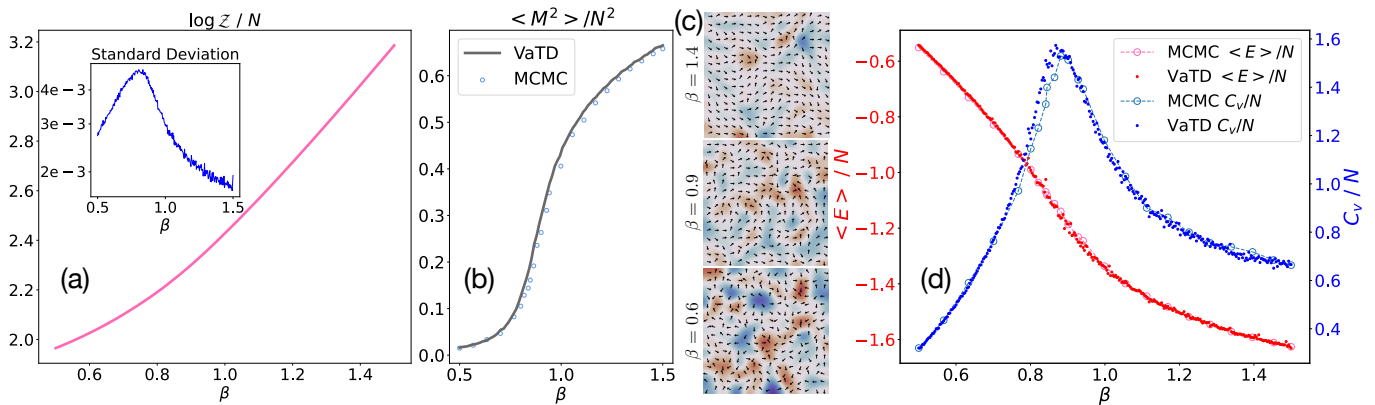 log Z / N
3.2
3.0
2.8
2.6
2.4
2.2
2.0
Standard Deviation
4e − 3
3e − 3
2e − 3
0.5
1.0
1.5
β
(a)
0.6
0.8
1.0
1.2
1.4
β
<M²>/N²
VaTD
MCMC
0.6
0.5
0.4
0.3
0.2
0.1
0.0
(b)
0.5
1.0
1.5
β
(c)
β = 1.4
β = 0.9
β = 0.6
<E> / N
−0.6
−0.8
−1.0
−1.2
−1.4
−1.6
MCMC <E>/N
VaTD <E>/N
MCMC Cᵥ/N
VaTD Cᵥ/N
(d)
0.6
0.8
1.0
1.2
1.4
β
1.6
1.4
1.2
1.0
0.8
0.6
0.4
Cᵥ / N